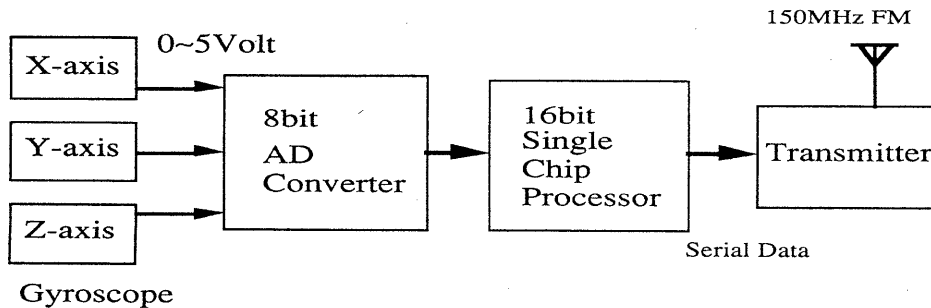 150MHz FM
0~5Volt
X-axis
Y-axis
Z-axis
Gyroscope
8bit
AD
Converter
16bit
Single
Chip
Processor
Serial Data
Transmitter